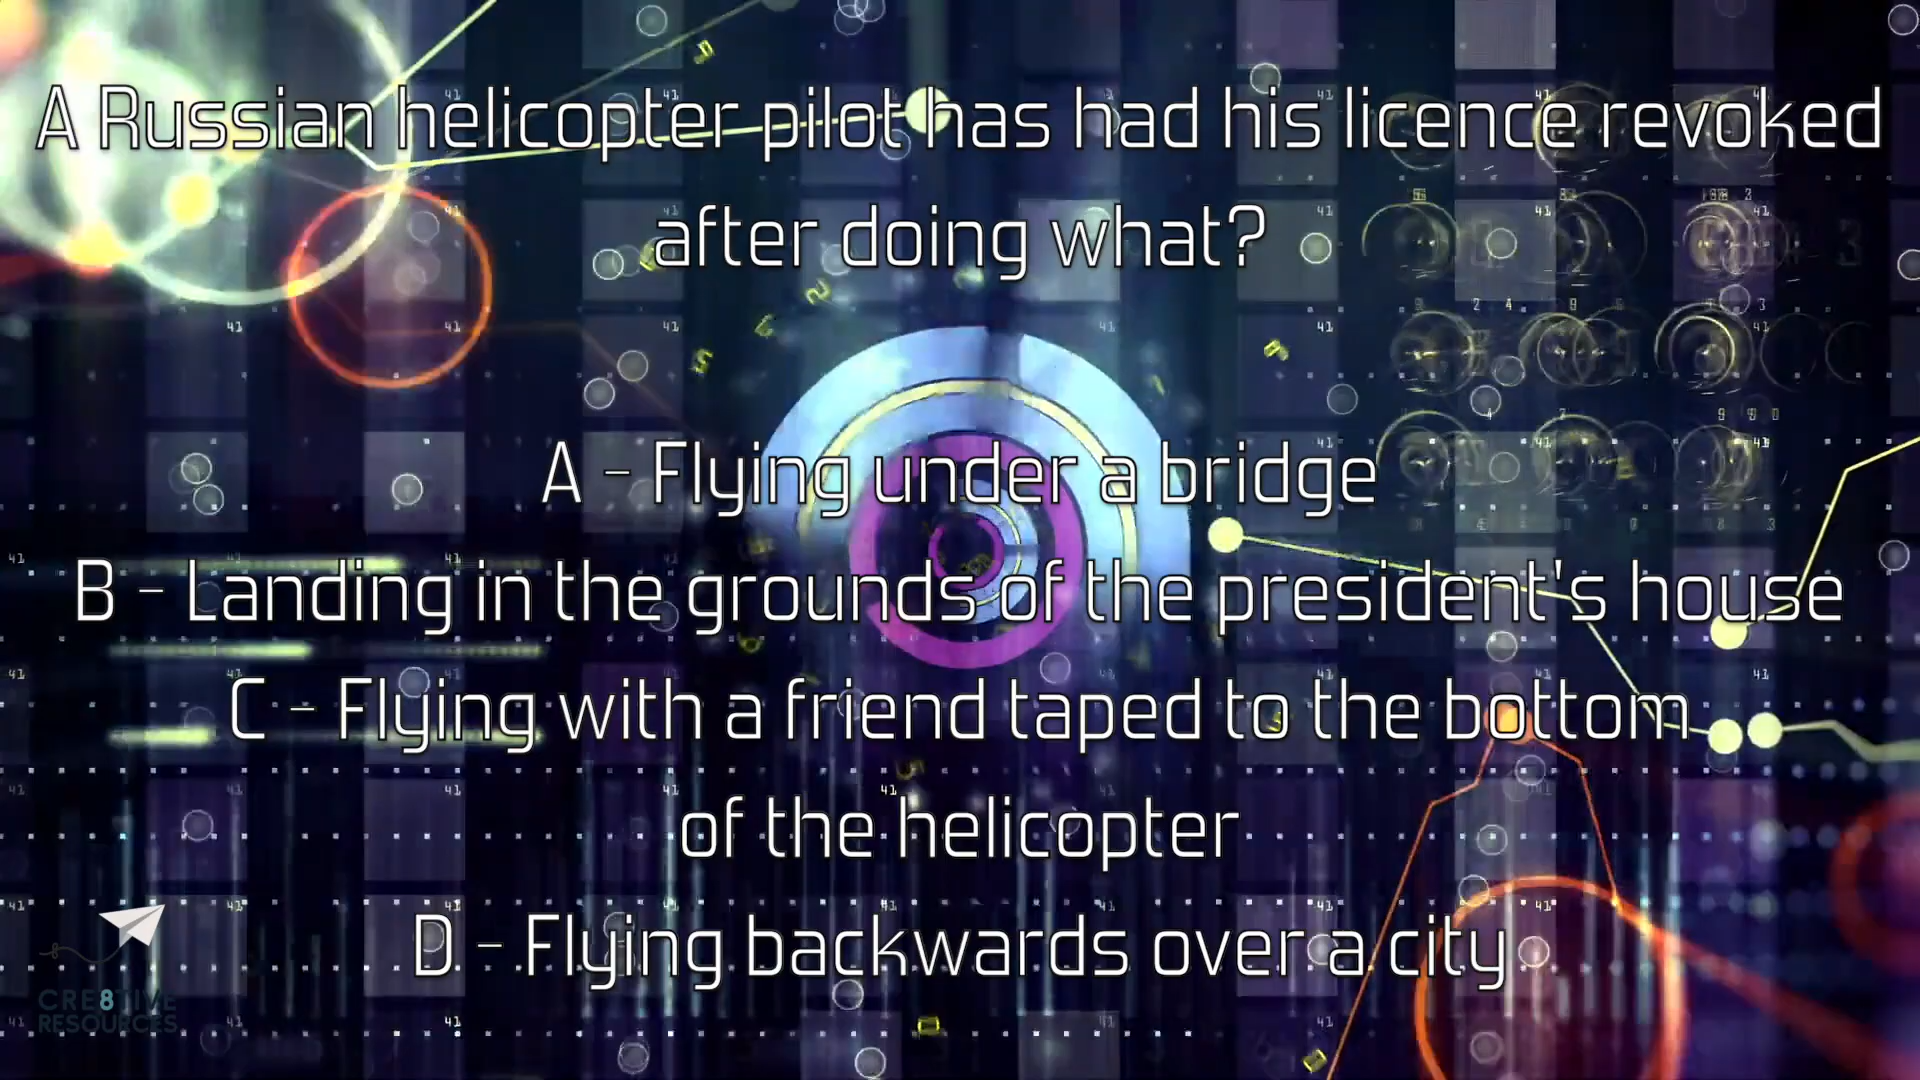 A Russian helicopter pilot has had his licence revoked
after doing what?
A - Flying under a bridge
B - Landing in the grounds of the president's house
C - Flying with a friend taped to the bottom
of the helicopter
D - Flying backwards over a city
CRE8TIVE
RESOURCES